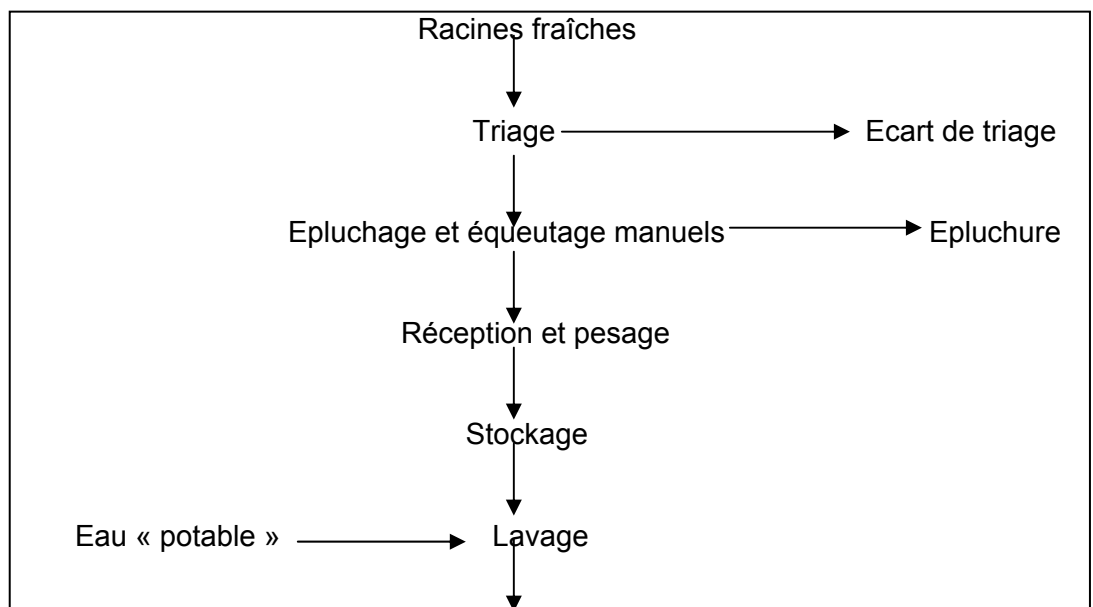 Racines fraîches
Triage Ecart de triage
Epluchage et équeutage manuels Epluchure
Réception et pesage
Stockage
Eau « potable » Lavage